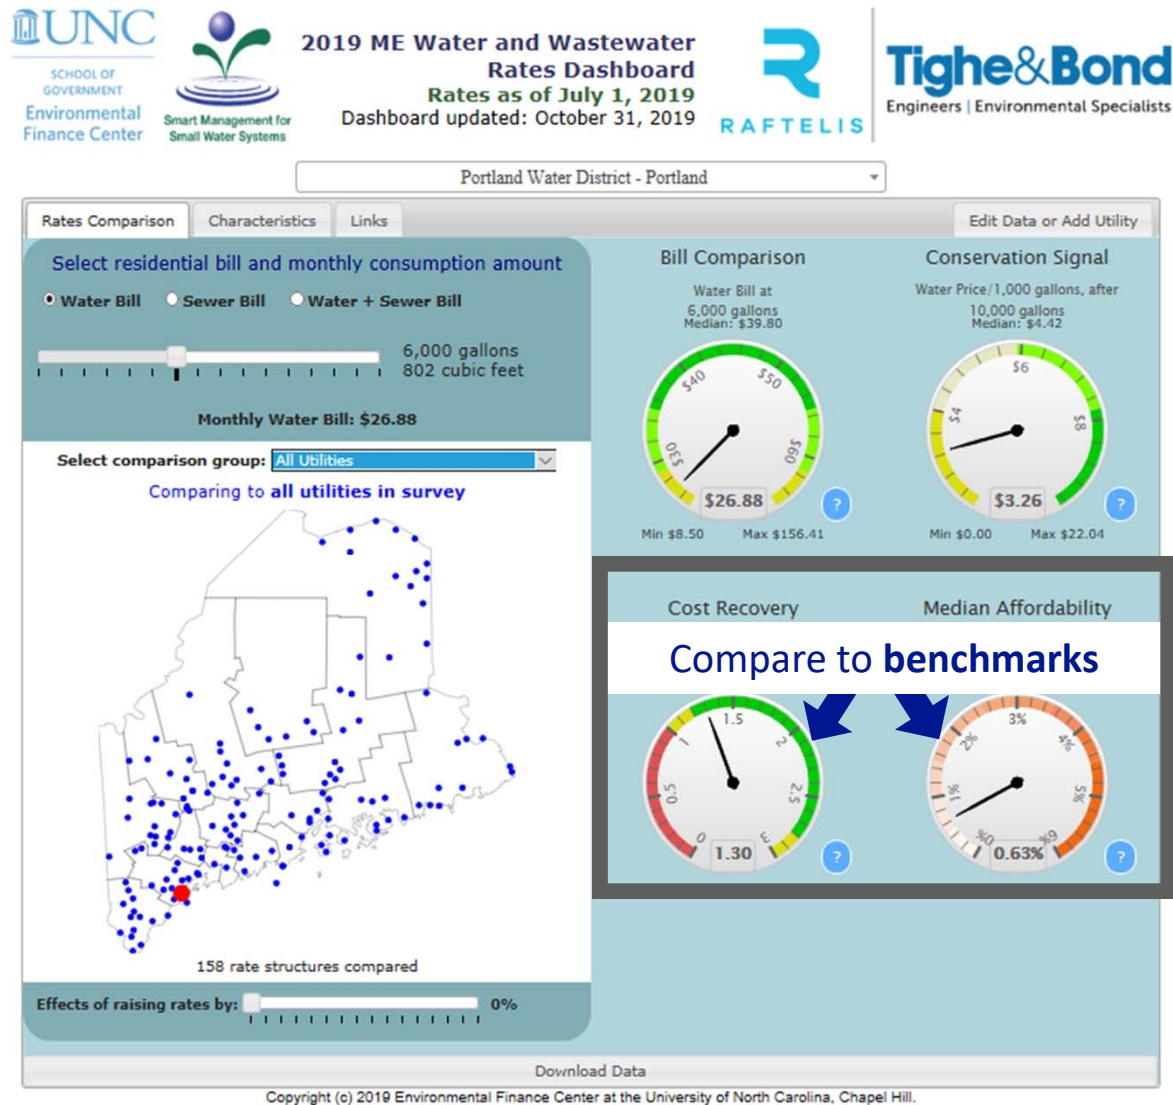 UNC
SCHOOL OF
GOVERNMENT
Environmental
Finance Center
Smart Management for
Small Water Systems
2019 ME Water and Wastewater
Rates Dashboard
Rates as of July 1, 2019
Dashboard updated: October 31, 2019
RAFTELIS
Tighe&Bond
Engineers | Environmental Specialists
Portland Water District - Portland
Rates Comparison
Characteristics
Links
Edit Data or Add Utility
Select residential bill and monthly consumption amount
Water Bill
Sewer Bill
Water + Sewer Bill
6,000 gallons
802 cubic feet
Monthly Water Bill: $26.88
Select comparison group: All Utilities
Comparing to all utilities in survey
158 rate structures compared
Effects of raising rates by: 0%
Bill Comparison
Water Bill at
6,000 gallons
Median: $39.80
$30
$40
$50
$60
$26.88
?
Min $8.50 Max $156.41
Conservation Signal
Water Price/1,000 gallons, after
10,000 gallons
Median: $4.42
$4
$6
$8
$3.26
?
Min $0.00 Max $22.04
Cost Recovery
Median Affordability
Compare to benchmarks
0
0.5
1
1.5
2
2.5
3
1.30
?
0%
1%
2%
3%
4%
5%
6%
0.63%
?
Download Data
Copyright (c) 2019 Environmental Finance Center at the University of North Carolina, Chapel Hill.